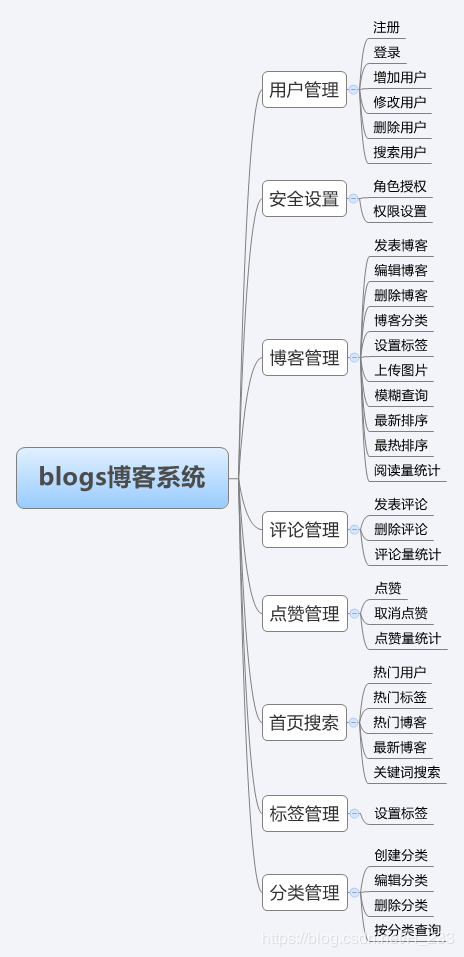 blogs博客系统
用户管理
注册
登录
增加用户
修改用户
删除用户
搜索用户
安全设置
角色授权
权限设置
博客管理
发表博客
编辑博客
删除博客
博客分类
设置标签
上传图片
模糊查询
最新排序
最热排序
阅读量统计
评论管理
发表评论
删除评论
评论量统计
点赞管理
点赞
取消点赞
点赞量统计
首页搜索
热门用户
热门标签
热门博客
最新博客
关键词搜索
标签管理
设置标签
分类管理
创建分类
编辑分类
删除分类
按分类查询